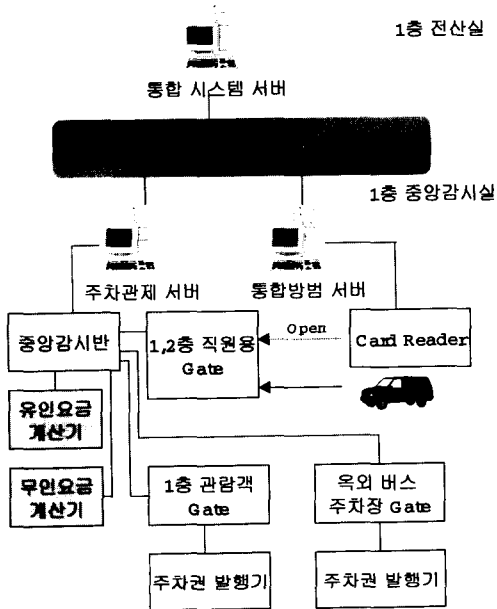 1층 전산실
통합 시스템 서버
1층 중앙감시실
주차관제 서버
통합방범 서버
중앙감시반
1,2층 직원용
Gate
Open
Card Reader
유인요금
계산기
무인요금
계산기
1층 관람객
Gate
옥외 버스
주차장 Gate
주차권 발행기
주차권 발행기